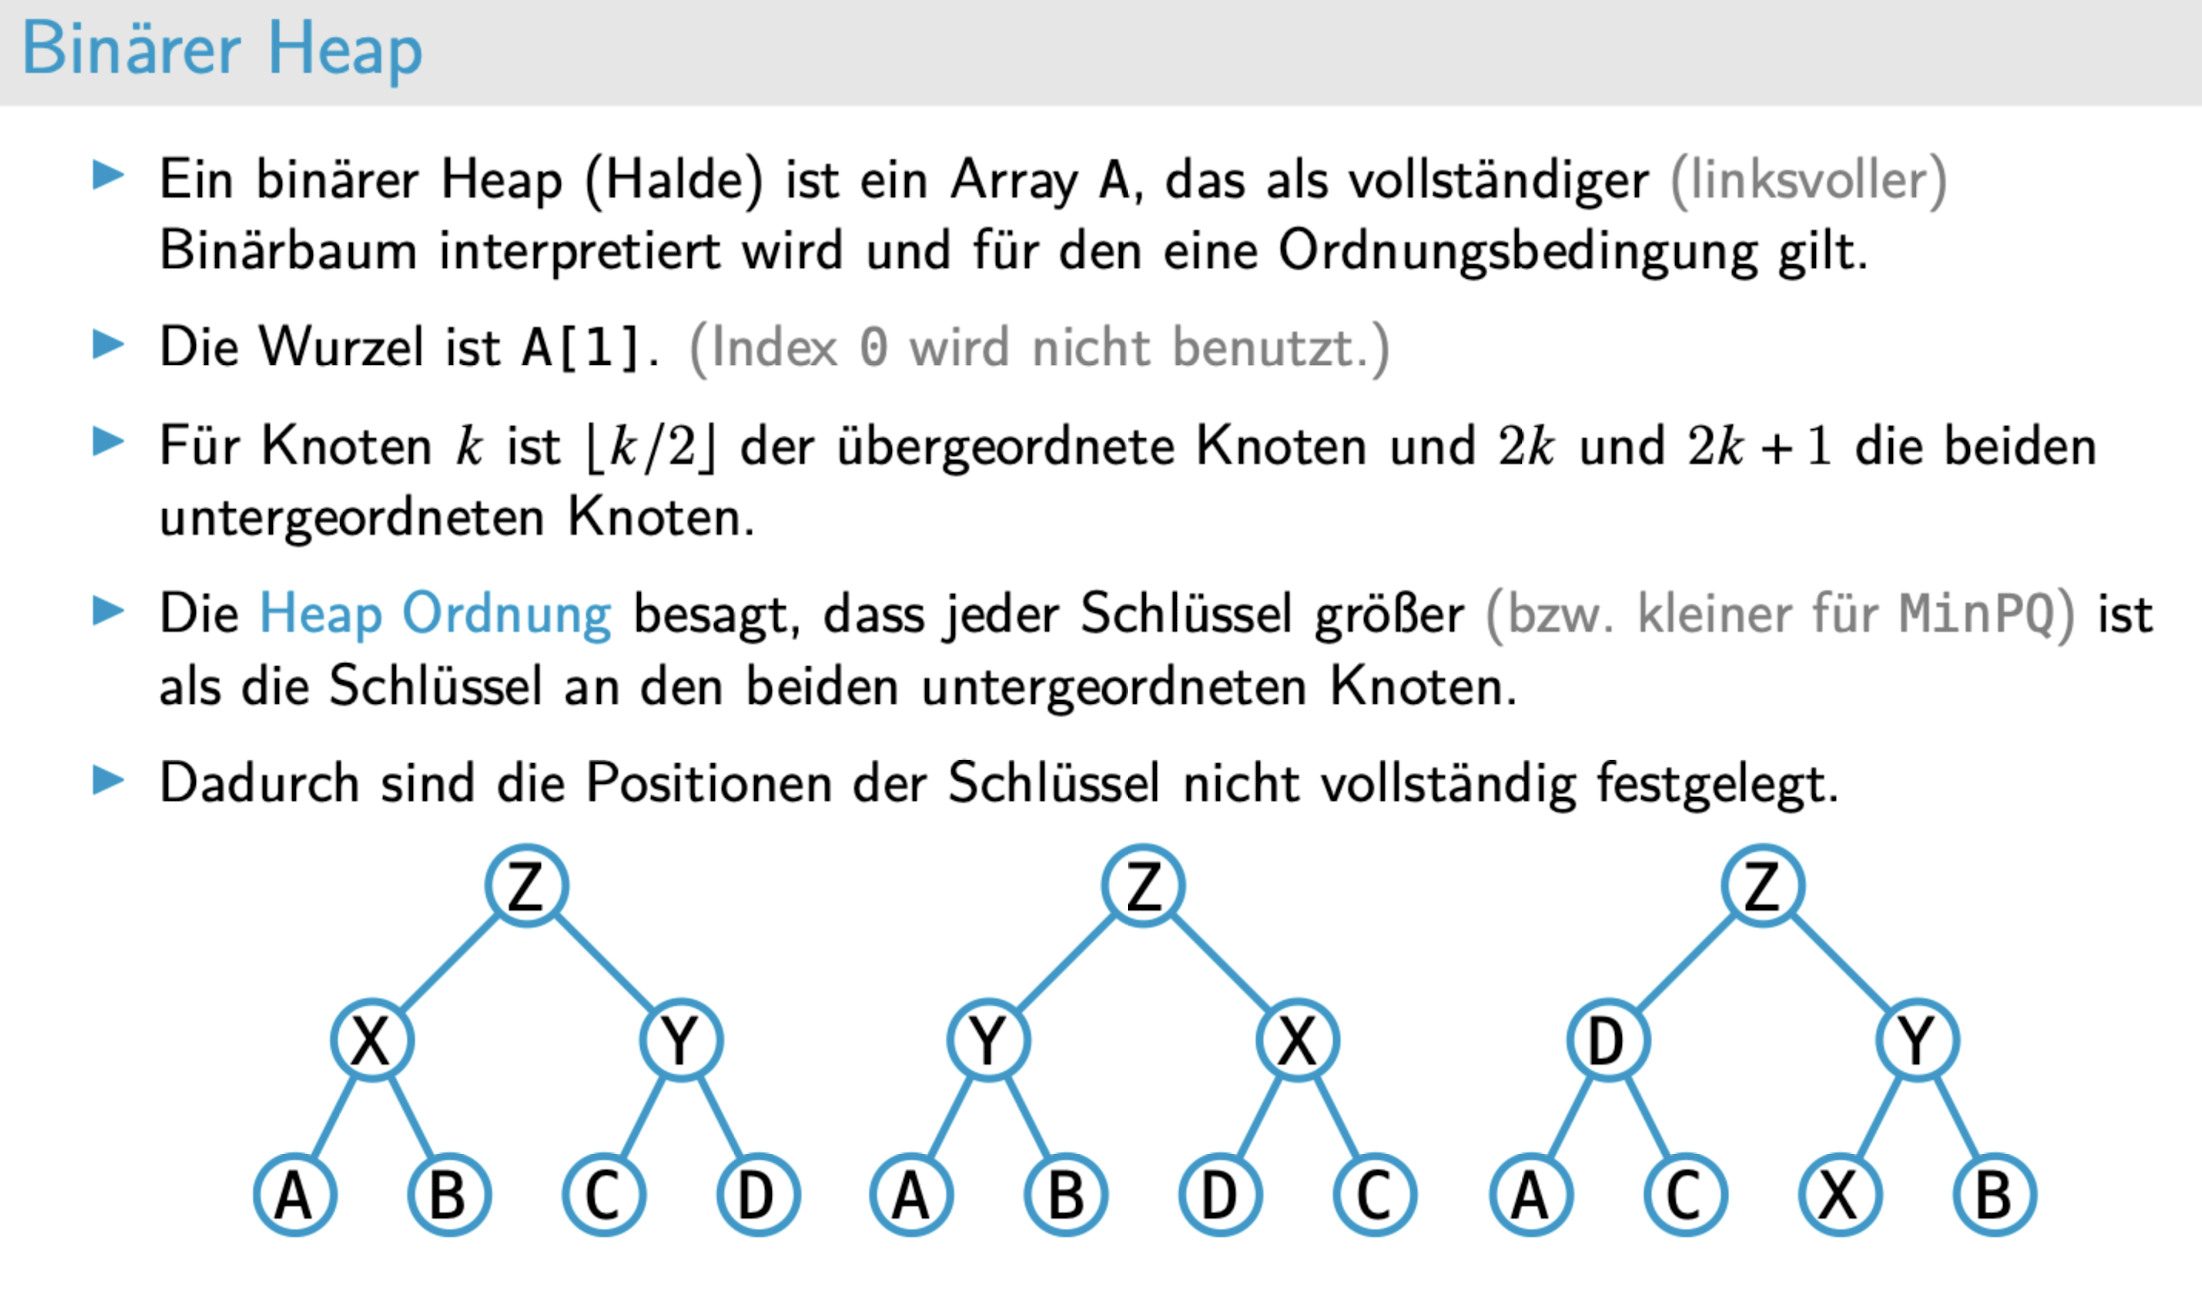 Binärer Heap
Ein binärer Heap (Halde) ist ein Array A, das als vollständiger (linksvoller)
Binärbaum interpretiert wird und für den eine Ordnungsbedingung gilt.
Die Wurzel ist A[1]. (Index 0 wird nicht benutzt.)
Für Knoten k ist ⌊k/2⌋ der übergeordnete Knoten und 2k und 2k + 1 die beiden
untergeordneten Knoten.
Die Heap Ordnung besagt, dass jeder Schlüssel größer (bzw. kleiner für MinPQ) ist
als die Schlüssel an den beiden untergeordneten Knoten.
Dadurch sind die Positionen der Schlüssel nicht vollständig festgelegt.
Z Z Z
X Y Y X D Y
A B C D A B D C A C X B